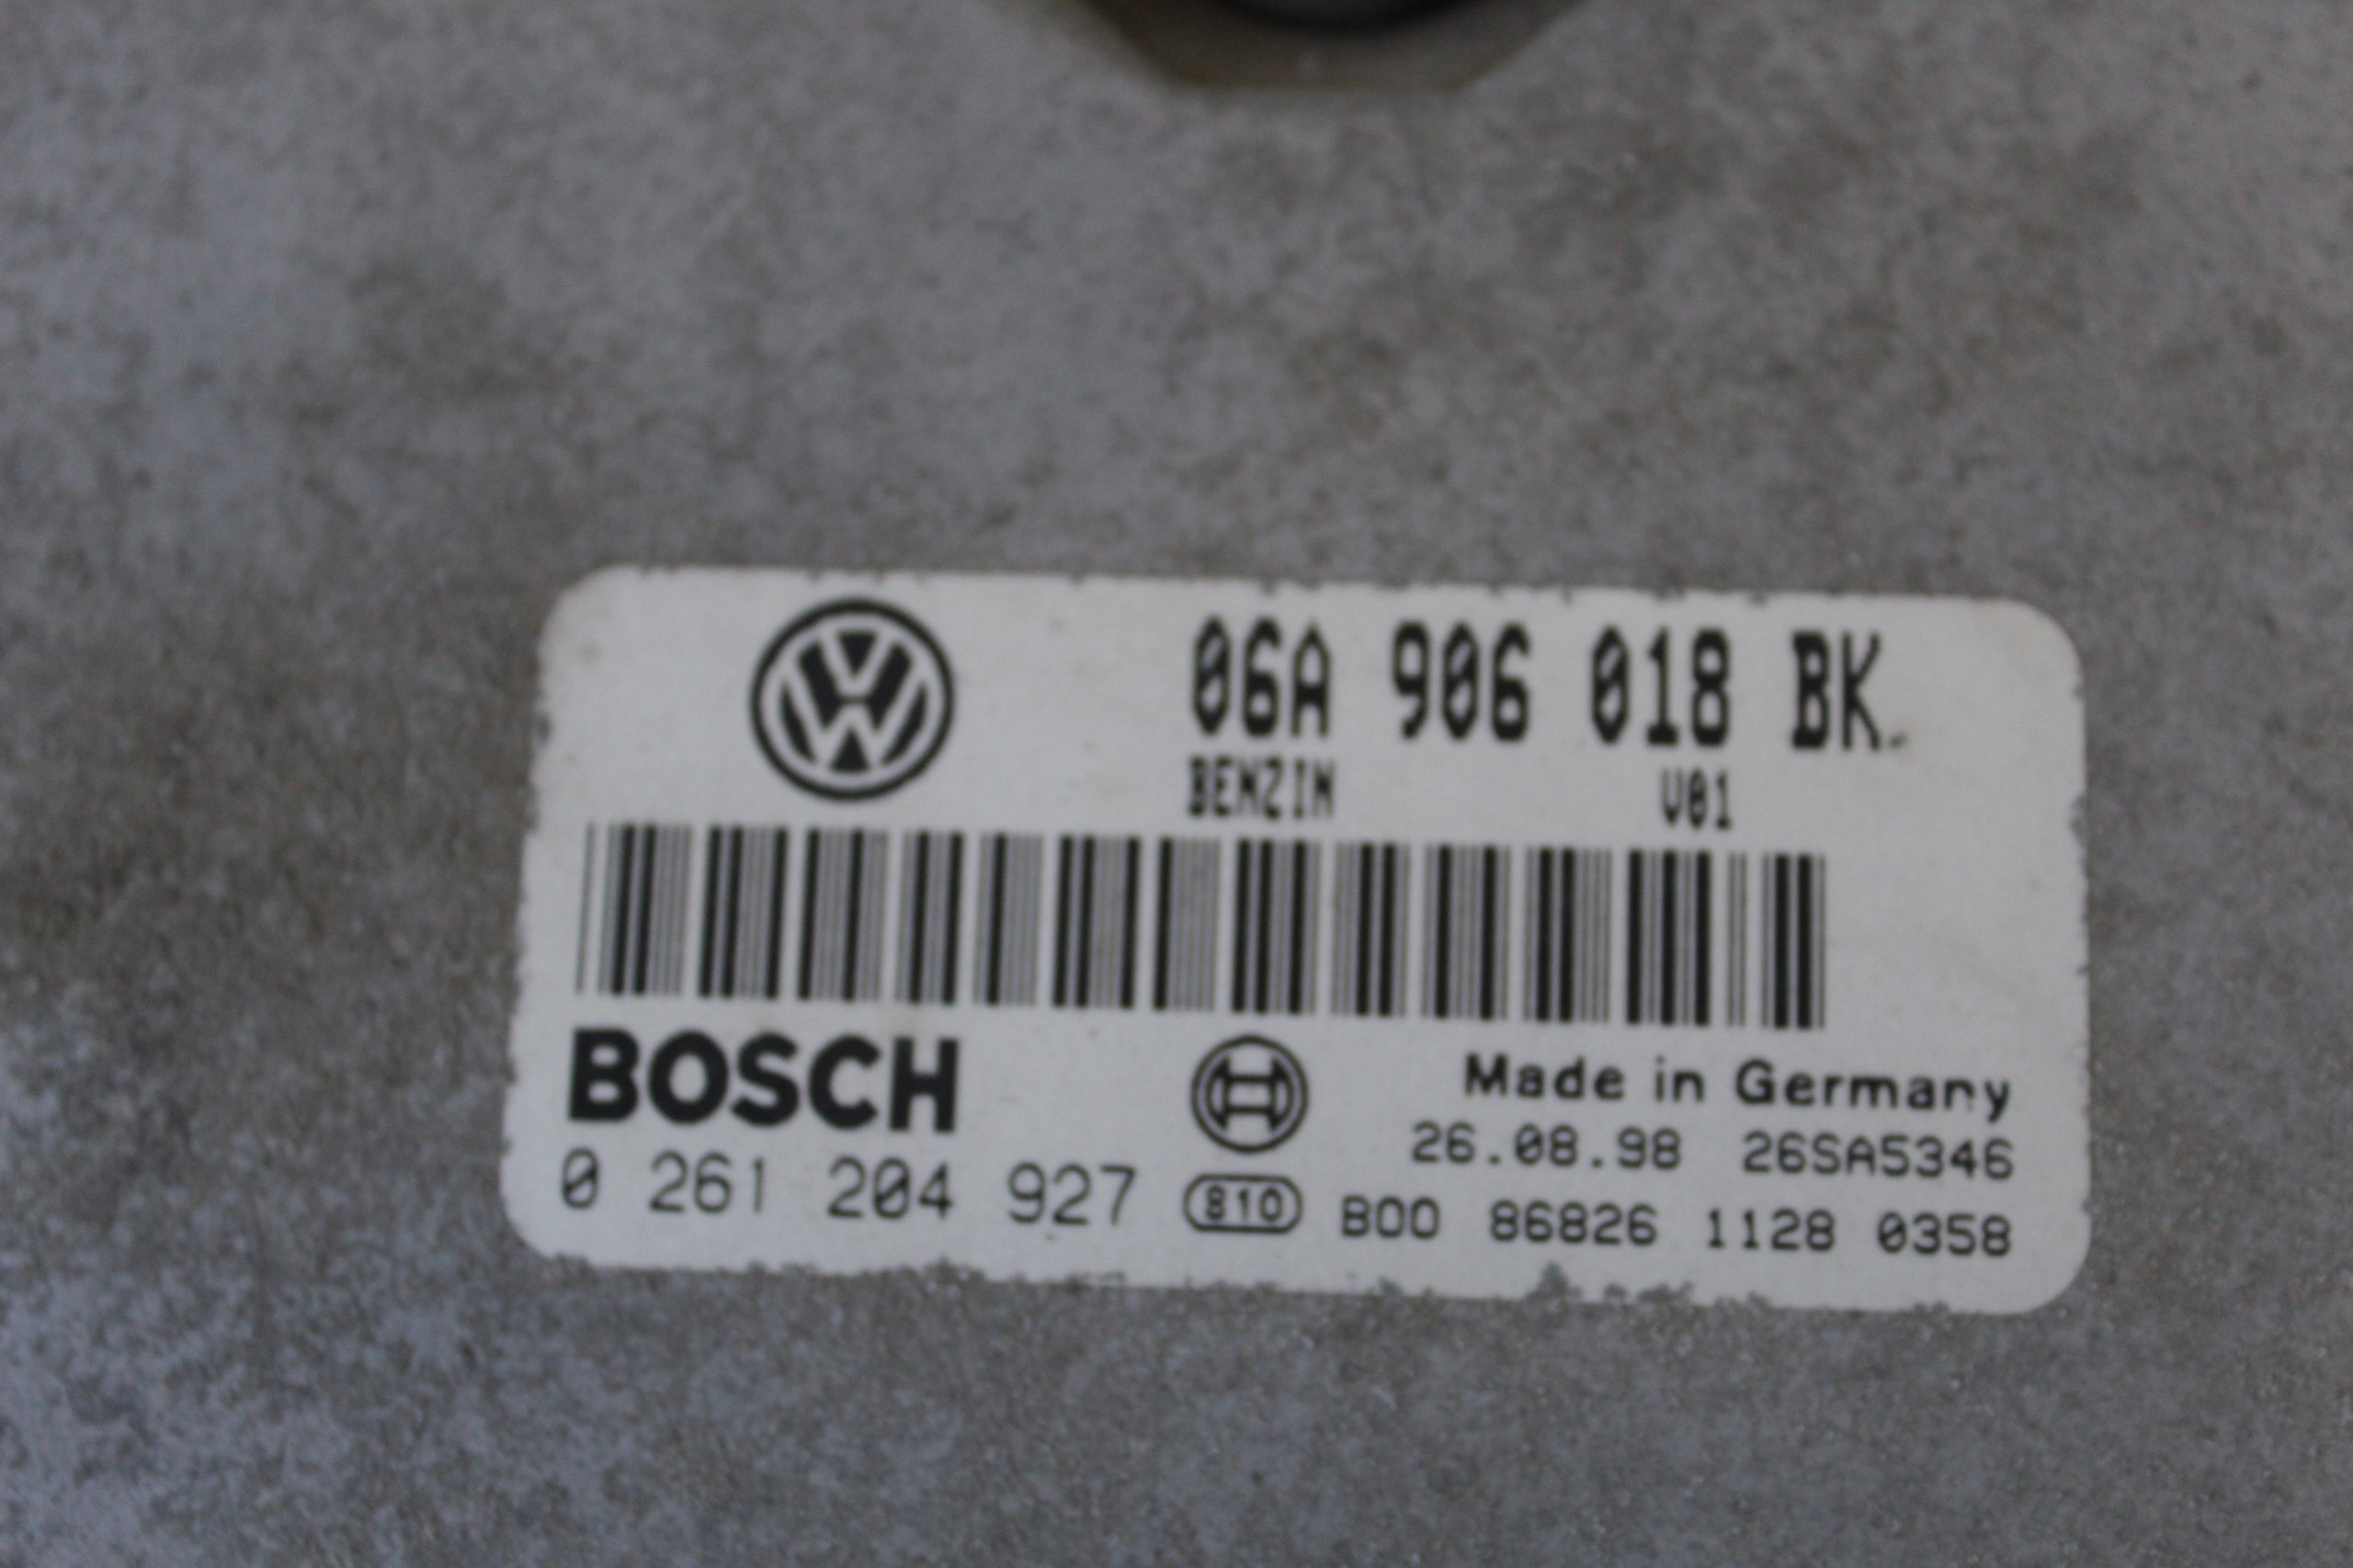 06A 906 018 BK
BENZIN V01
BOSCH
Made in Germany
26.08.98 26SA5346
0 261 204 927 810 B00 86826 1128 0358